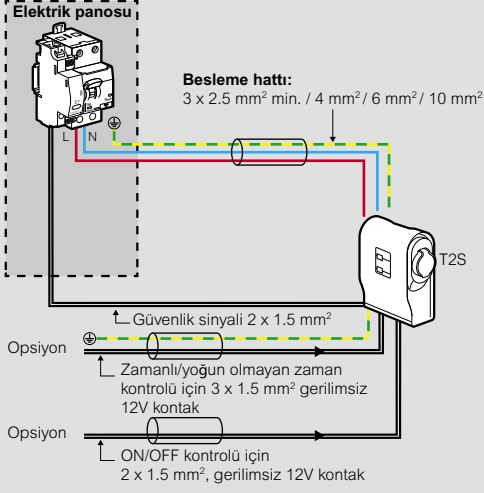 Elektrik panosu
Besleme hattı:
3 x 2.5 mm² min. / 4 mm² / 6 mm² / 10 mm²
L N
T2S
Güvenlik sinyali 2 x 1.5 mm²
Opsiyon
Zamanlı/yoğun olmayan zaman
kontrolü için 3 x 1.5 mm² gerilimsiz
12V kontak
Opsiyon
ON/OFF kontrolü için
2 x 1.5 mm², gerilimsiz 12V kontak